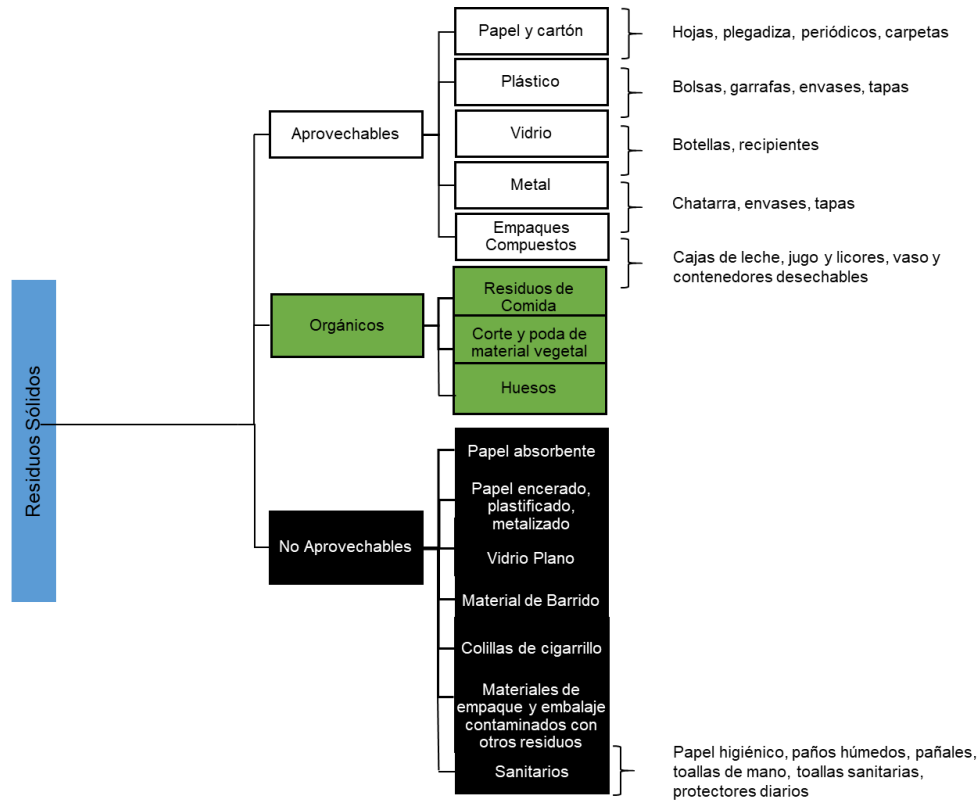 Residuos Sólidos
Aprovechables
Papel y cartón
Hojas, plegadiza, periódicos, carpetas
Plástico
Bolsas, garrafas, envases, tapas
Vidrio
Botellas, recipientes
Metal
Chatarra, envases, tapas
Empaques
Compuestos
Cajas de leche, jugo y licores, vaso y
contenedores desechables
Orgánicos
Residuos de
Comida
Corte y poda de
material vegetal
Huesos
No Aprovechables
Papel absorbente
Papel encerado,
plastificado,
metalizado
Vidrio Plano
Material de Barrido
Colillas de cigarrillo
Materiales de
empaque y embalaje
contaminados con
otros residuos
Sanitarios
Papel higiénico, paños húmedos, pañales,
toallas de mano, toallas sanitarias,
protectores diarios